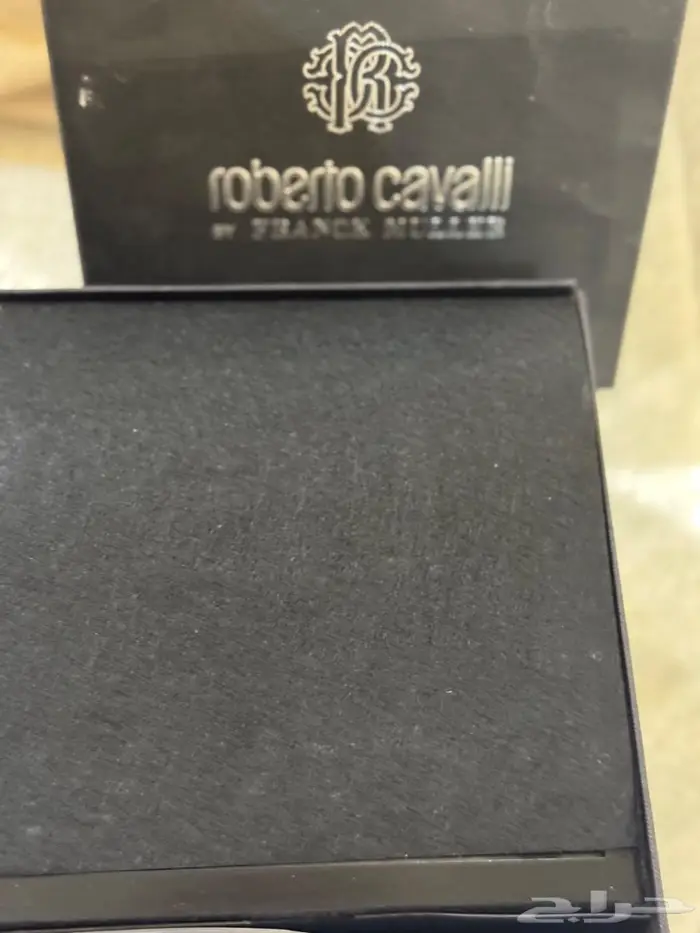 roberto cavalli
BY FRANCK MULLER
حراج